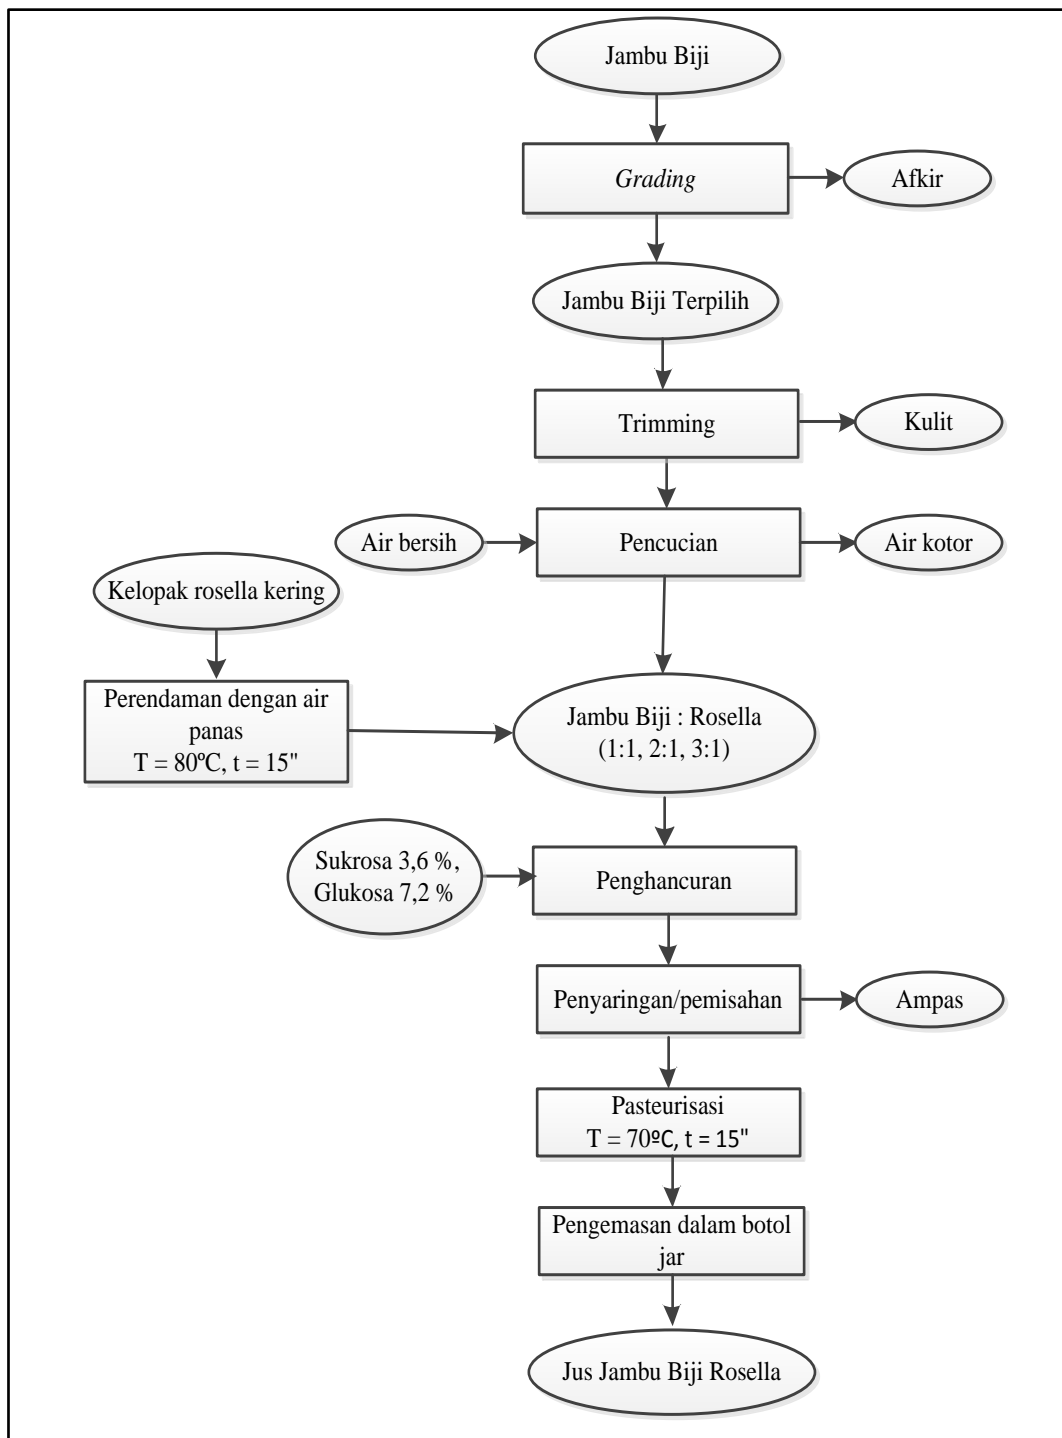 Jambu Biji
Grading
Afkir
Jambu Biji Terpilih
Trimming
Kulit
Air bersih
Pencucian
Air kotor
Kelopak rosella kering
Perendaman dengan air
panas
T = 80ºC, t = 15"
Jambu Biji : Rosella
(1:1, 2:1, 3:1)
Sukrosa 3,6 %,
Glukosa 7,2 %
Penghancuran
Penyaringan/pemisahan
Ampas
Pasteurisasi
T = 70ºC, t = 15"
Pengemasan dalam botol
jar
Jus Jambu Biji Rosella